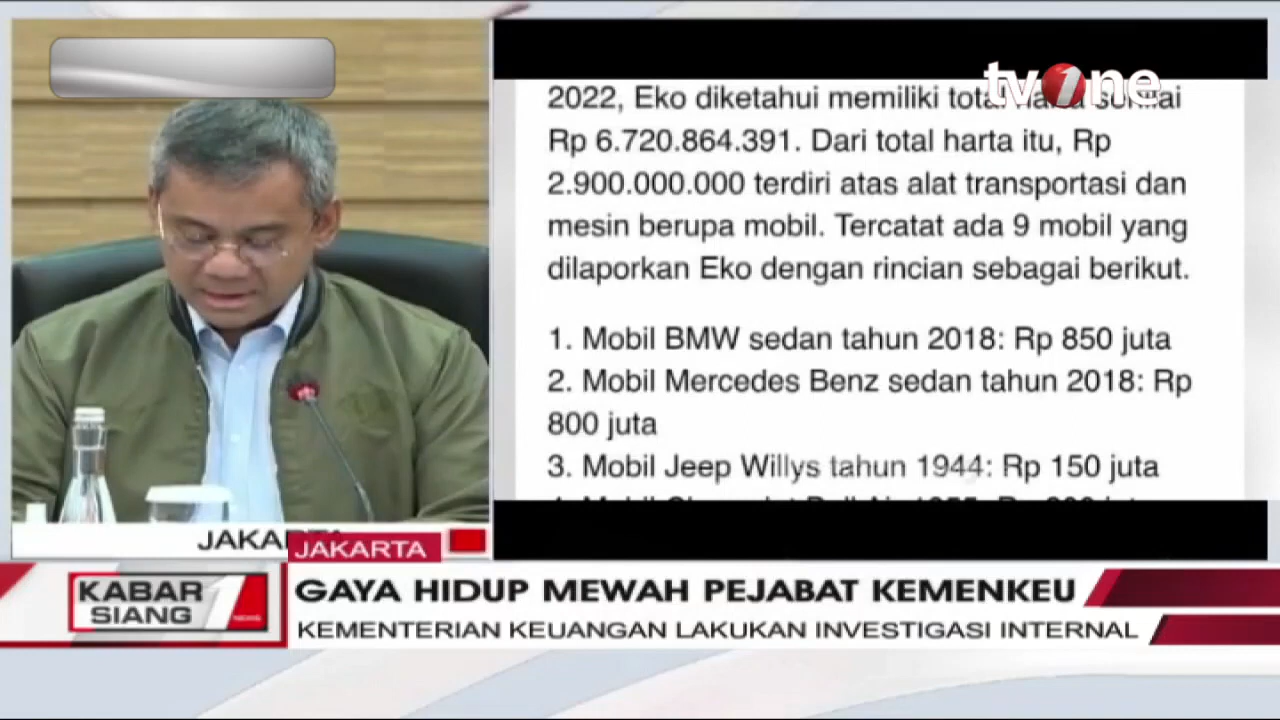 tvOne
2022, Eko diketahui memiliki total harta senilai
Rp 6.720.864.391. Dari total harta itu, Rp
2.900.000.000 terdiri atas alat transportasi dan
mesin berupa mobil. Tercatat ada 9 mobil yang
dilaporkan Eko dengan rincian sebagai berikut.
1. Mobil BMW sedan tahun 2018: Rp 850 juta
2. Mobil Mercedes Benz sedan tahun 2018: Rp
800 juta
3. Mobil Jeep Willys tahun 1944: Rp 150 juta
JAKARTA
JAKARTA
KABAR
SIANG
NEWS
GAYA HIDUP MEWAH PEJABAT KEMENKEU
KEMENTERIAN KEUANGAN LAKUKAN INVESTIGASI INTERNAL